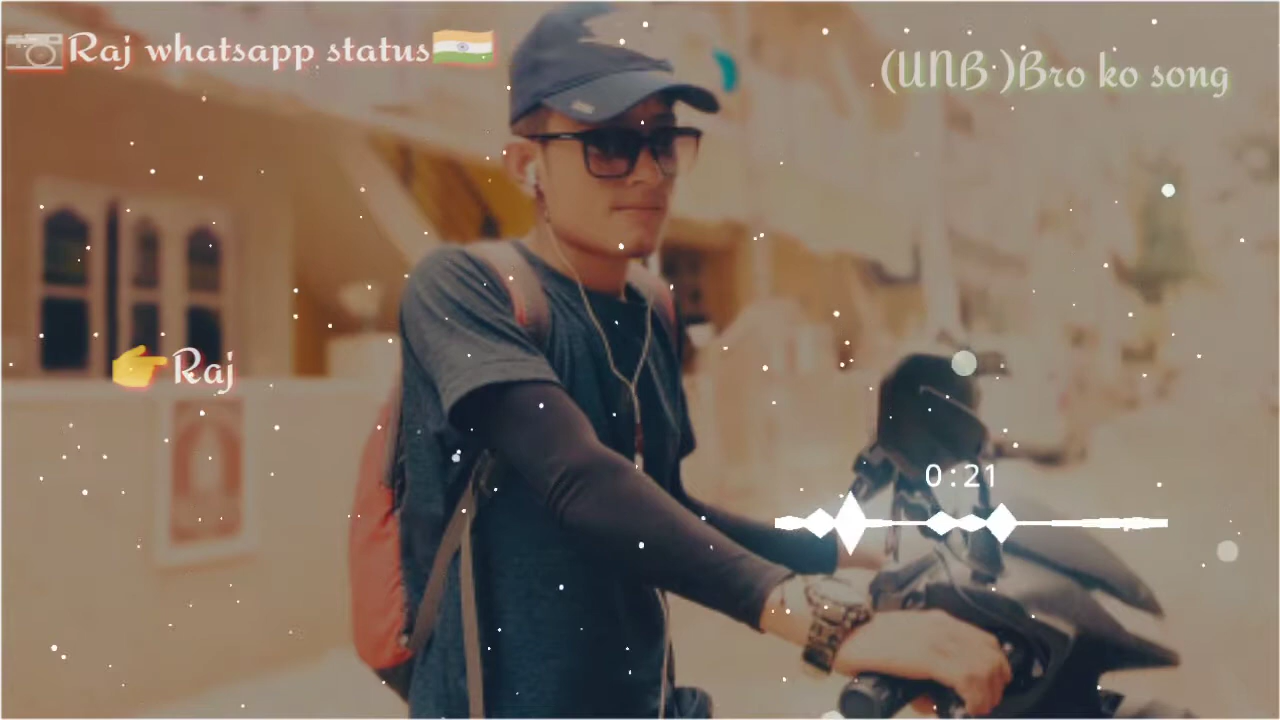 📷Raj whatsapp status🇮🇳
(UNB )Bro ko song
👉Raj
0:21